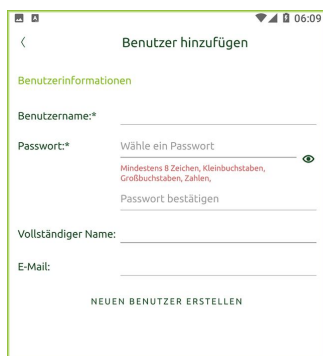 06:09
Benutzer hinzufügen
Benutzerinformationen
Benutzername:*
Passwort:*
Wähle ein Passwort
Mindestens 8 Zeichen, Kleinbuchstaben,
Großbuchstaben, Zahlen,
Passwort bestätigen
Vollständiger Name:
E-Mail:
NEUEN BENUTZER ERSTELLEN